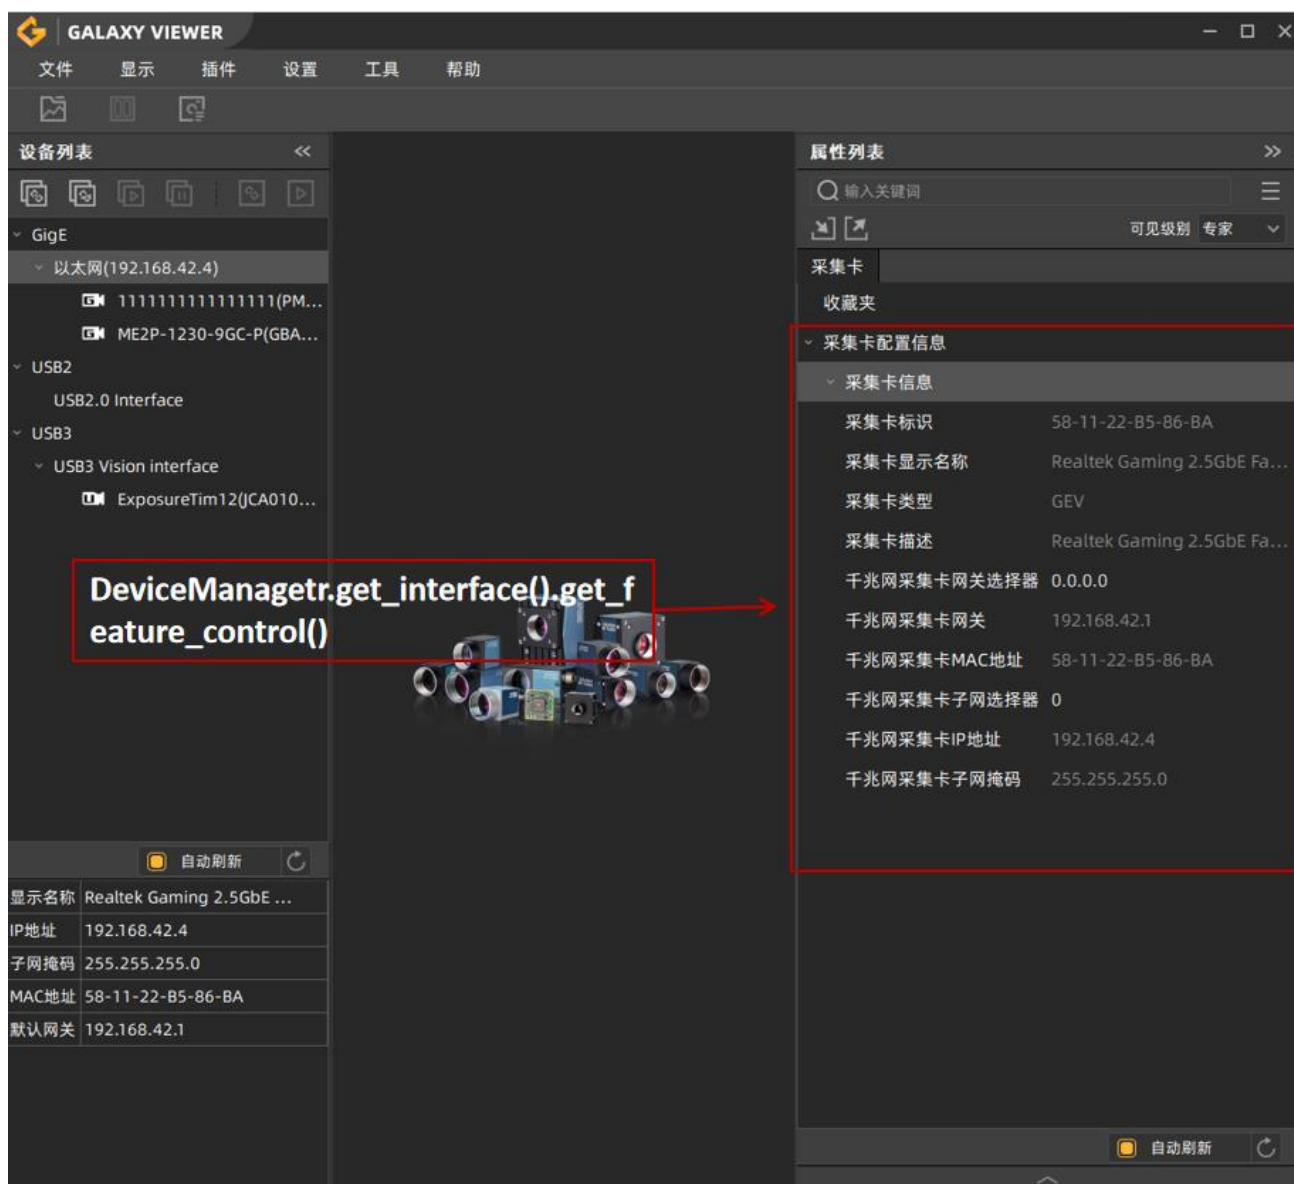 GALAXY VIEWER
文件 显示 插件 设置 工具 帮助
设备列表
GigE
以太网(192.168.42.4)
1111111111111111(PM...
ME2P-1230-9GC-P(GBA...
USB2
USB2.0 Interface
USB3
USB3 Vision interface
ExposureTim12(JCA010...
DeviceManagetr.get_interface().get_f
eature_control()
自动刷新
显示名称 Realtek Gaming 2.5GbE ...
IP地址 192.168.42.4
子网掩码 255.255.255.0
MAC地址 58-11-22-B5-86-BA
默认网关 192.168.42.1
属性列表
输入关键词
可见级别 专家
采集卡
收藏夹
采集卡配置信息
采集卡信息
采集卡标识 58-11-22-B5-86-BA
采集卡显示名称 Realtek Gaming 2.5GbE Fa...
采集卡类型 GEV
采集卡描述 Realtek Gaming 2.5GbE Fa...
千兆网采集卡网关选择器 0.0.0.0
千兆网采集卡网关 192.168.42.1
千兆网采集卡MAC地址 58-11-22-B5-86-BA
千兆网采集卡子网选择器 0
千兆网采集卡IP地址 192.168.42.4
千兆网采集卡子网掩码 255.255.255.0
自动刷新